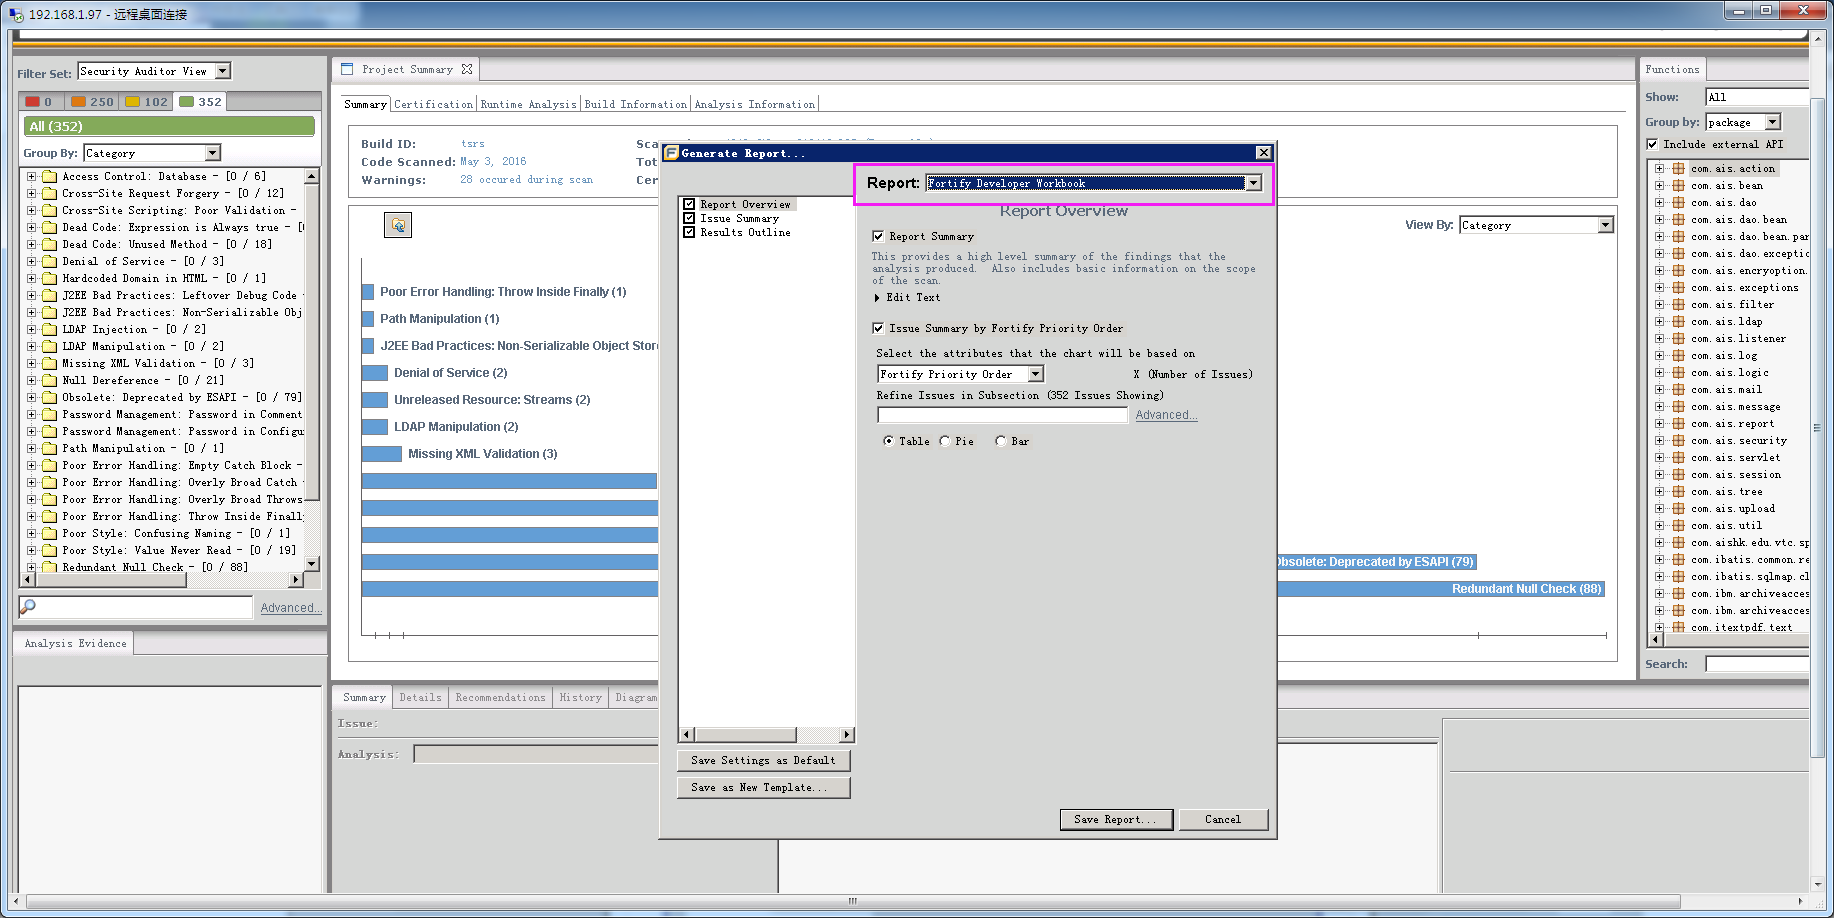 192.168.1.97 - 远程桌面连接
Filter Set: Security Auditor View
0 250 102 352
All (352)
Group By: Category
Access Control: Database - [0 / 6]
Cross-Site Request Forgery - [0 / 12]
Cross-Site Scripting: Poor Validation -
Dead Code: Expression is Always true - [0
Dead Code: Unused Method - [0 / 18]
Denial of Service - [0 / 3]
Hardcoded Domain in HTML - [0 / 1]
J2EE Bad Practices: Leftover Debug Code
J2EE Bad Practices: Non-Serializable Obj
LDAP Injection - [0 / 2]
LDAP Manipulation - [0 / 2]
Missing XML Validation - [0 / 3]
Null Dereference - [0 / 21]
Obsolete: Deprecated by ESAPI - [0 / 79]
Password Management: Password in Comment
Password Management: Password in Configu
Path Manipulation - [0 / 1]
Poor Error Handling: Empty Catch Block -
Poor Error Handling: Overly Broad Catch
Poor Error Handling: Overly Broad Throws
Poor Error Handling: Throw Inside Finall
Poor Style: Confusing Naming - [0 / 1]
Poor Style: Value Never Read - [0 / 19]
Redundant Null Check - [0 / 88]
Advanced...
Analysis Evidence
Project Summary
Summary Certification Runtime Analysis Build Information Analysis Information
Build ID: tsrs
Code Scanned: May 3, 2016
Warnings: 28 occured during scan
Sca
Tot
Cer
View By: Category
Poor Error Handling: Throw Inside Finally (1)
Path Manipulation (1)
J2EE Bad Practices: Non-Serializable Object Stor
Denial of Service (2)
Unreleased Resource: Streams (2)
LDAP Manipulation (2)
Missing XML Validation (3)
Obsolete: Deprecated by ESAPI (79)
Redundant Null Check (88)
Summary Details Recommendations History Diagram
Issue:
Analysis:
Generate Report...
Report: Fortify Developer Workbook
Report Overview
Issue Summary
Results Outline
Report Overview
Report Summary
This provides a high level summary of the findings that the
analysis produced. Also includes basic information on the scope
of the scan.
Edit Text
Issue Summary by Fortify Priority Order
Select the attributes that the chart will be based on
Fortify Priority Order X (Number of Issues)
Refine Issues in Subsection (352 Issues Showing)
Advanced...
Table Pie Bar
Save Settings as Default
Save as New Template...
Save Report... Cancel
Functions
Show: All
Group by: package
Include external API
com.ais.action
com.ais.bean
com.ais.dao
com.ais.dao.bean
com.ais.dao.bean.par
com.ais.dao.exceptio
com.ais.encryoption.
com.ais.exceptions
com.ais.filter
com.ais.ldap
com.ais.listener
com.ais.log
com.ais.logic
com.ais.mail
com.ais.message
com.ais.report
com.ais.security
com.ais.servlet
com.ais.session
com.ais.tree
com.ais.upload
com.ais.util
com.aishk.edu.vtc.sp
com.ibatis.common.re
com.ibatis.sqlmap.cl
com.ibm.archiveacces
com.ibm.archiveacces
com.itextpdf.text
Search: